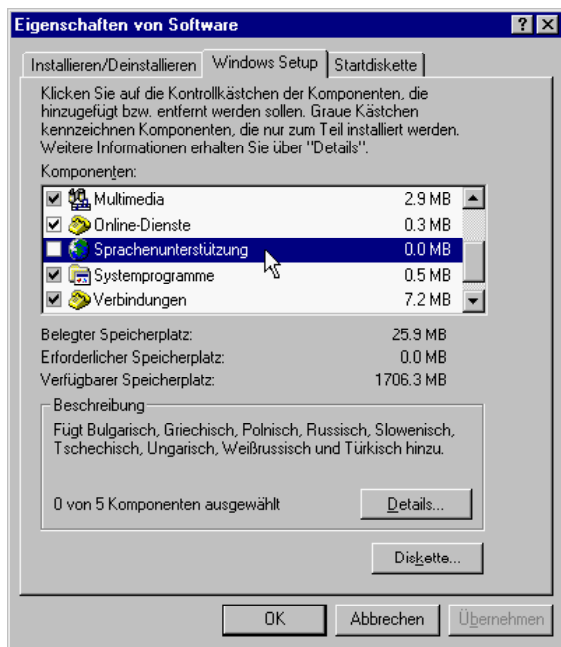 Eigenschaften von Software
Installieren/Deinstallieren Windows Setup Startdiskette
Klicken Sie auf die Kontrollkästchen der Komponenten, die
hinzugefügt bzw. entfernt werden sollen. Graue Kästchen
kennzeichnen Komponenten, die nur zum Teil installiert werden.
Weitere Informationen erhalten Sie über "Details".
Komponenten:
Multimedia 2.9 MB
Online-Dienste 0.3 MB
Sprachenunterstützung 0.0 MB
Systemprogramme 0.5 MB
Verbindungen 7.2 MB
Belegter Speicherplatz: 25.9 MB
Erforderlicher Speicherplatz: 0.0 MB
Verfügbarer Speicherplatz: 1706.3 MB
Beschreibung
Fügt Bulgarisch, Griechisch, Polnisch, Russisch, Slowenisch,
Tschechisch, Ungarisch, Weißrussisch und Türkisch hinzu.
0 von 5 Komponenten ausgewählt Details...
Diskette...
OK Abbrechen Übernehmen